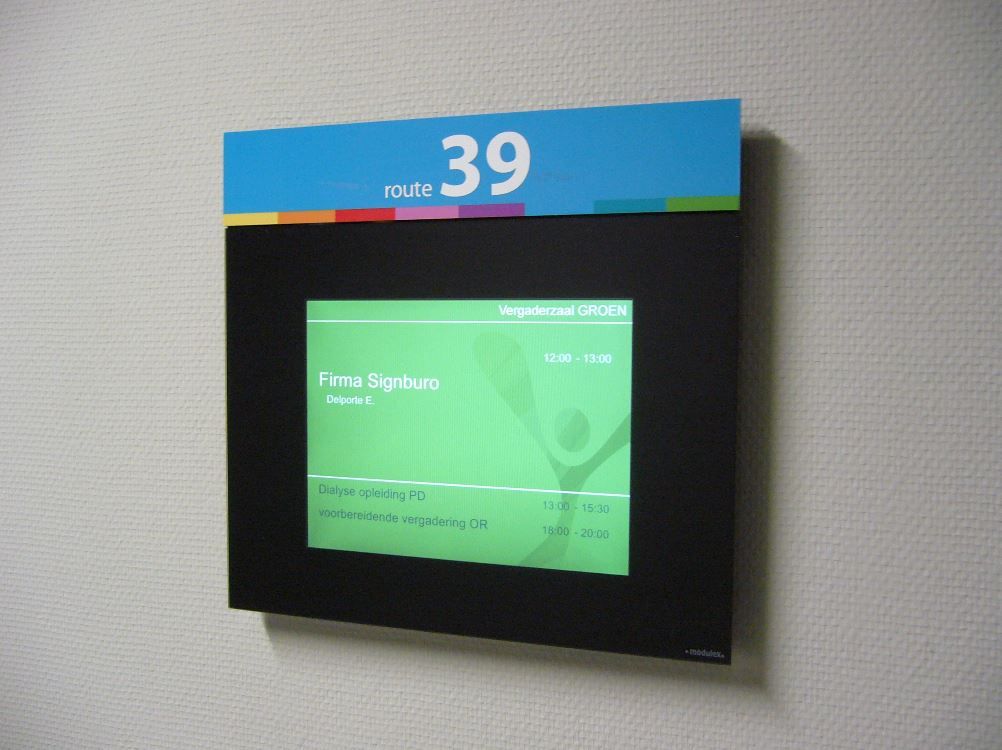 route 39
Vergaderzaal GROEN
12:00 - 13:00
Firma Signburo
Delporte E.
Dialyse opleiding PD 13:00 - 15:30
voorbereidende vergadering OR 18:00 - 20:00
modulex